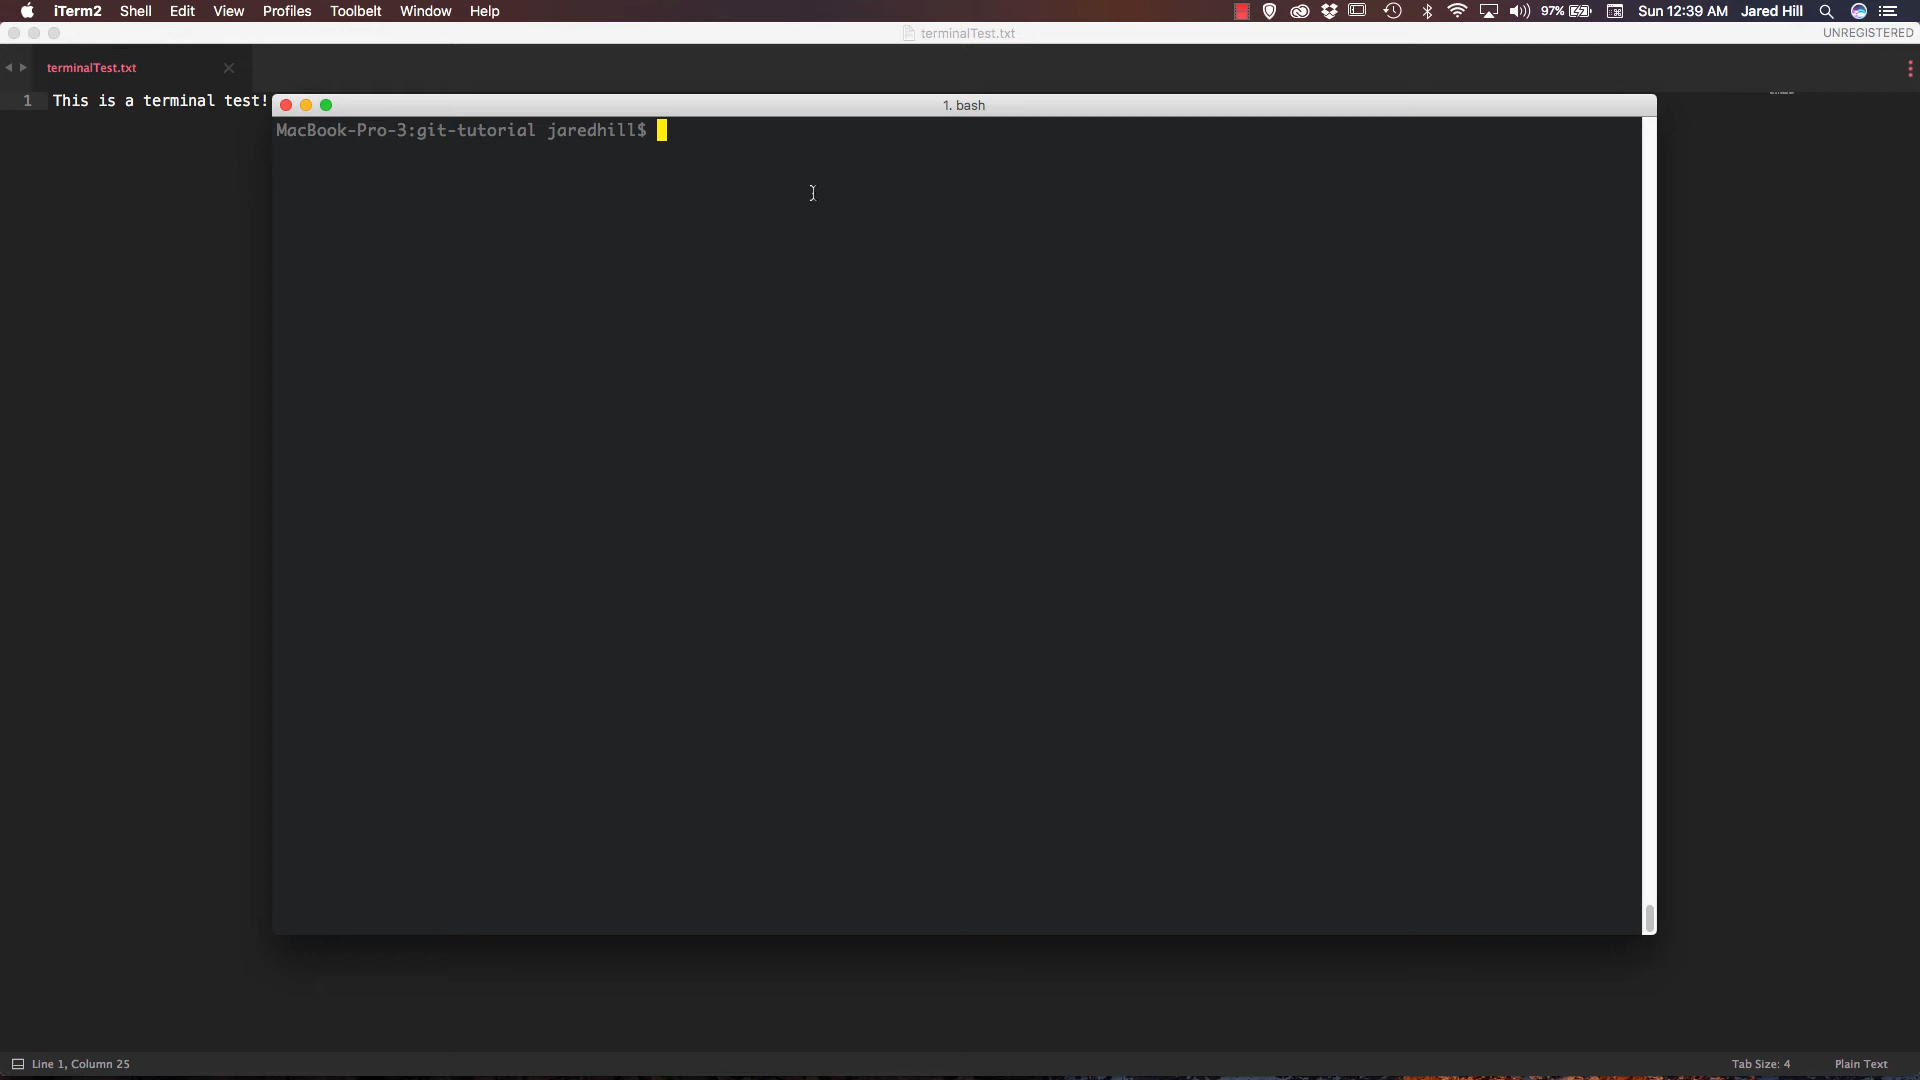 iTerm2 Shell Edit View Profiles Toolbelt Window Help 97% Sun 12:39 AM Jared Hill
terminalTest.txt UNREGISTERED
terminalTest.txt
1 This is a terminal test!
1. bash
MacBook-Pro-3:git-tutorial jaredhill$
Line 1, Column 25 Tab Size: 4 Plain Text